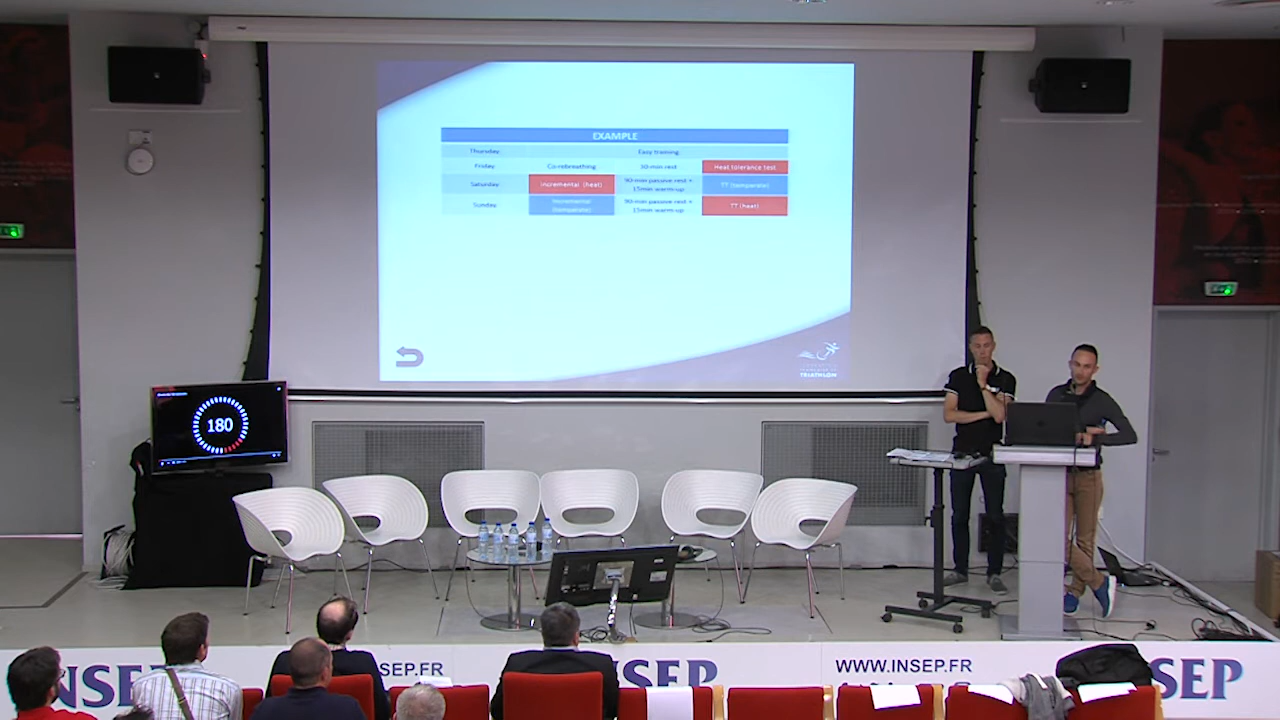 EXAMPLE
Thursday: Easy training
Friday: Co-rebreathing 30-min rest Heat tolerance test
Saturday: Incremental (heat) 90-min passive rest + 15min warm-up TT (temperate)
Sunday: Incremental (temperate) 90-min passive rest + 15min warm-up TT (heat)
TRIATHLON
180
INSEP
INSEP.FR
INSEP
WWW.INSEP.FR
INSEP